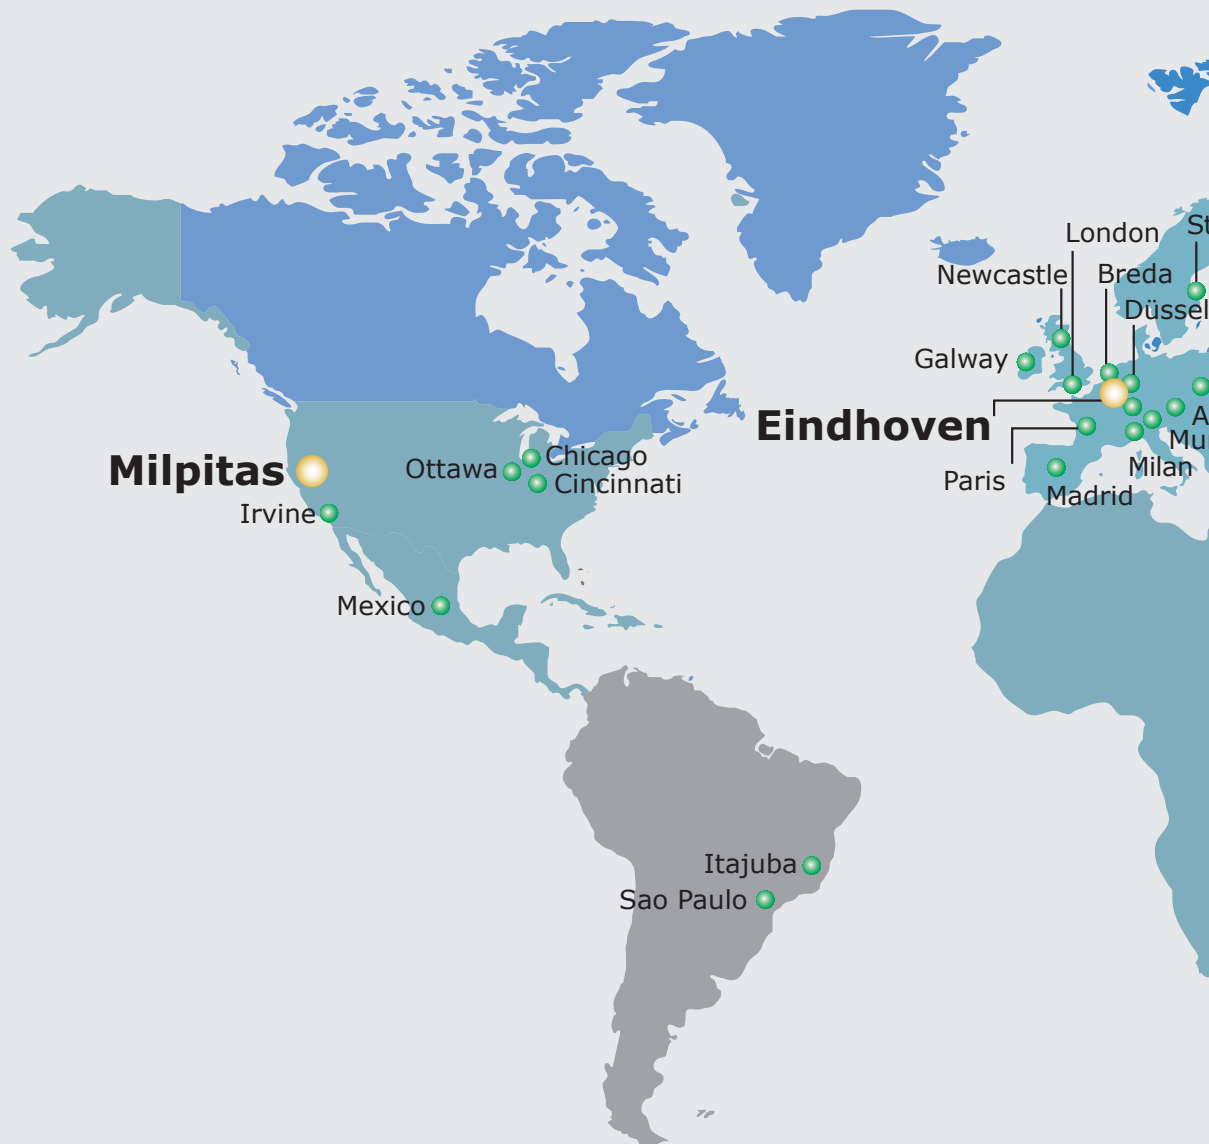 London
St
Newcastle
Breda
Düssel
Galway
Eindhoven
A
Mu
Milan
Paris
Madrid
Milpitas
Ottawa
Chicago
Cincinnati
Irvine
Mexico
Itajuba
Sao Paulo